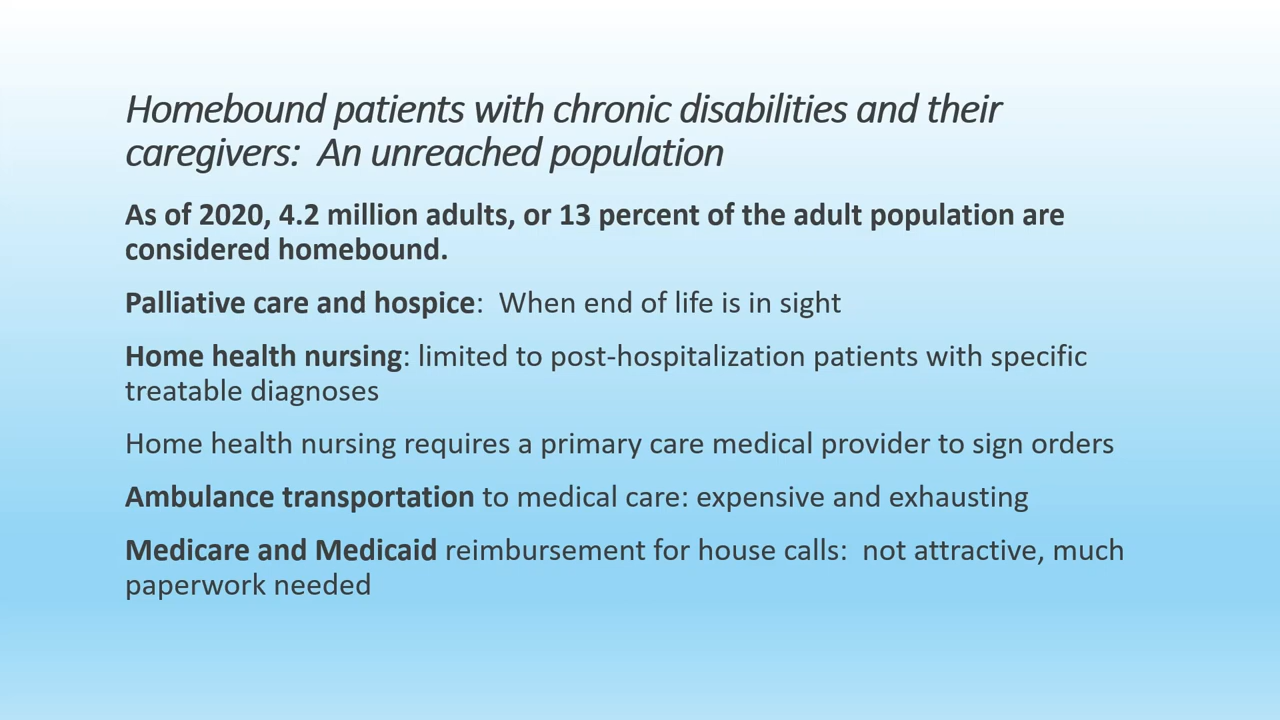 Homebound patients with chronic disabilities and their
caregivers:  An unreached population
As of 2020, 4.2 million adults, or 13 percent of the adult population are
considered homebound.
Palliative care and hospice:  When end of life is in sight
Home health nursing: limited to post-hospitalization patients with specific
treatable diagnoses
Home health nursing requires a primary care medical provider to sign orders
Ambulance transportation to medical care: expensive and exhausting
Medicare and Medicaid reimbursement for house calls:  not attractive, much
paperwork needed